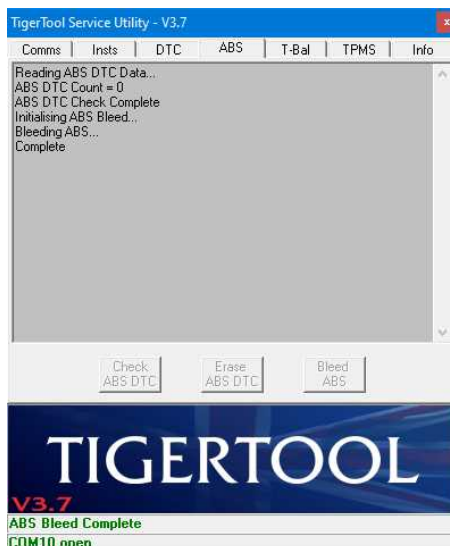 TigerTool Service Utility - V3.7
x
Comms Insts DTC ABS T-Bal TPMS Info
Reading ABS DTC Data...
ABS DTC Count = 0
ABS DTC Check Complete
Initialising ABS Bleed...
Bleeding ABS...
Complete
Check Erase Bleed
ABS DTC ABS DTC ABS
TIGERTOOL
V3.7
ABS Bleed Complete
COM10 open